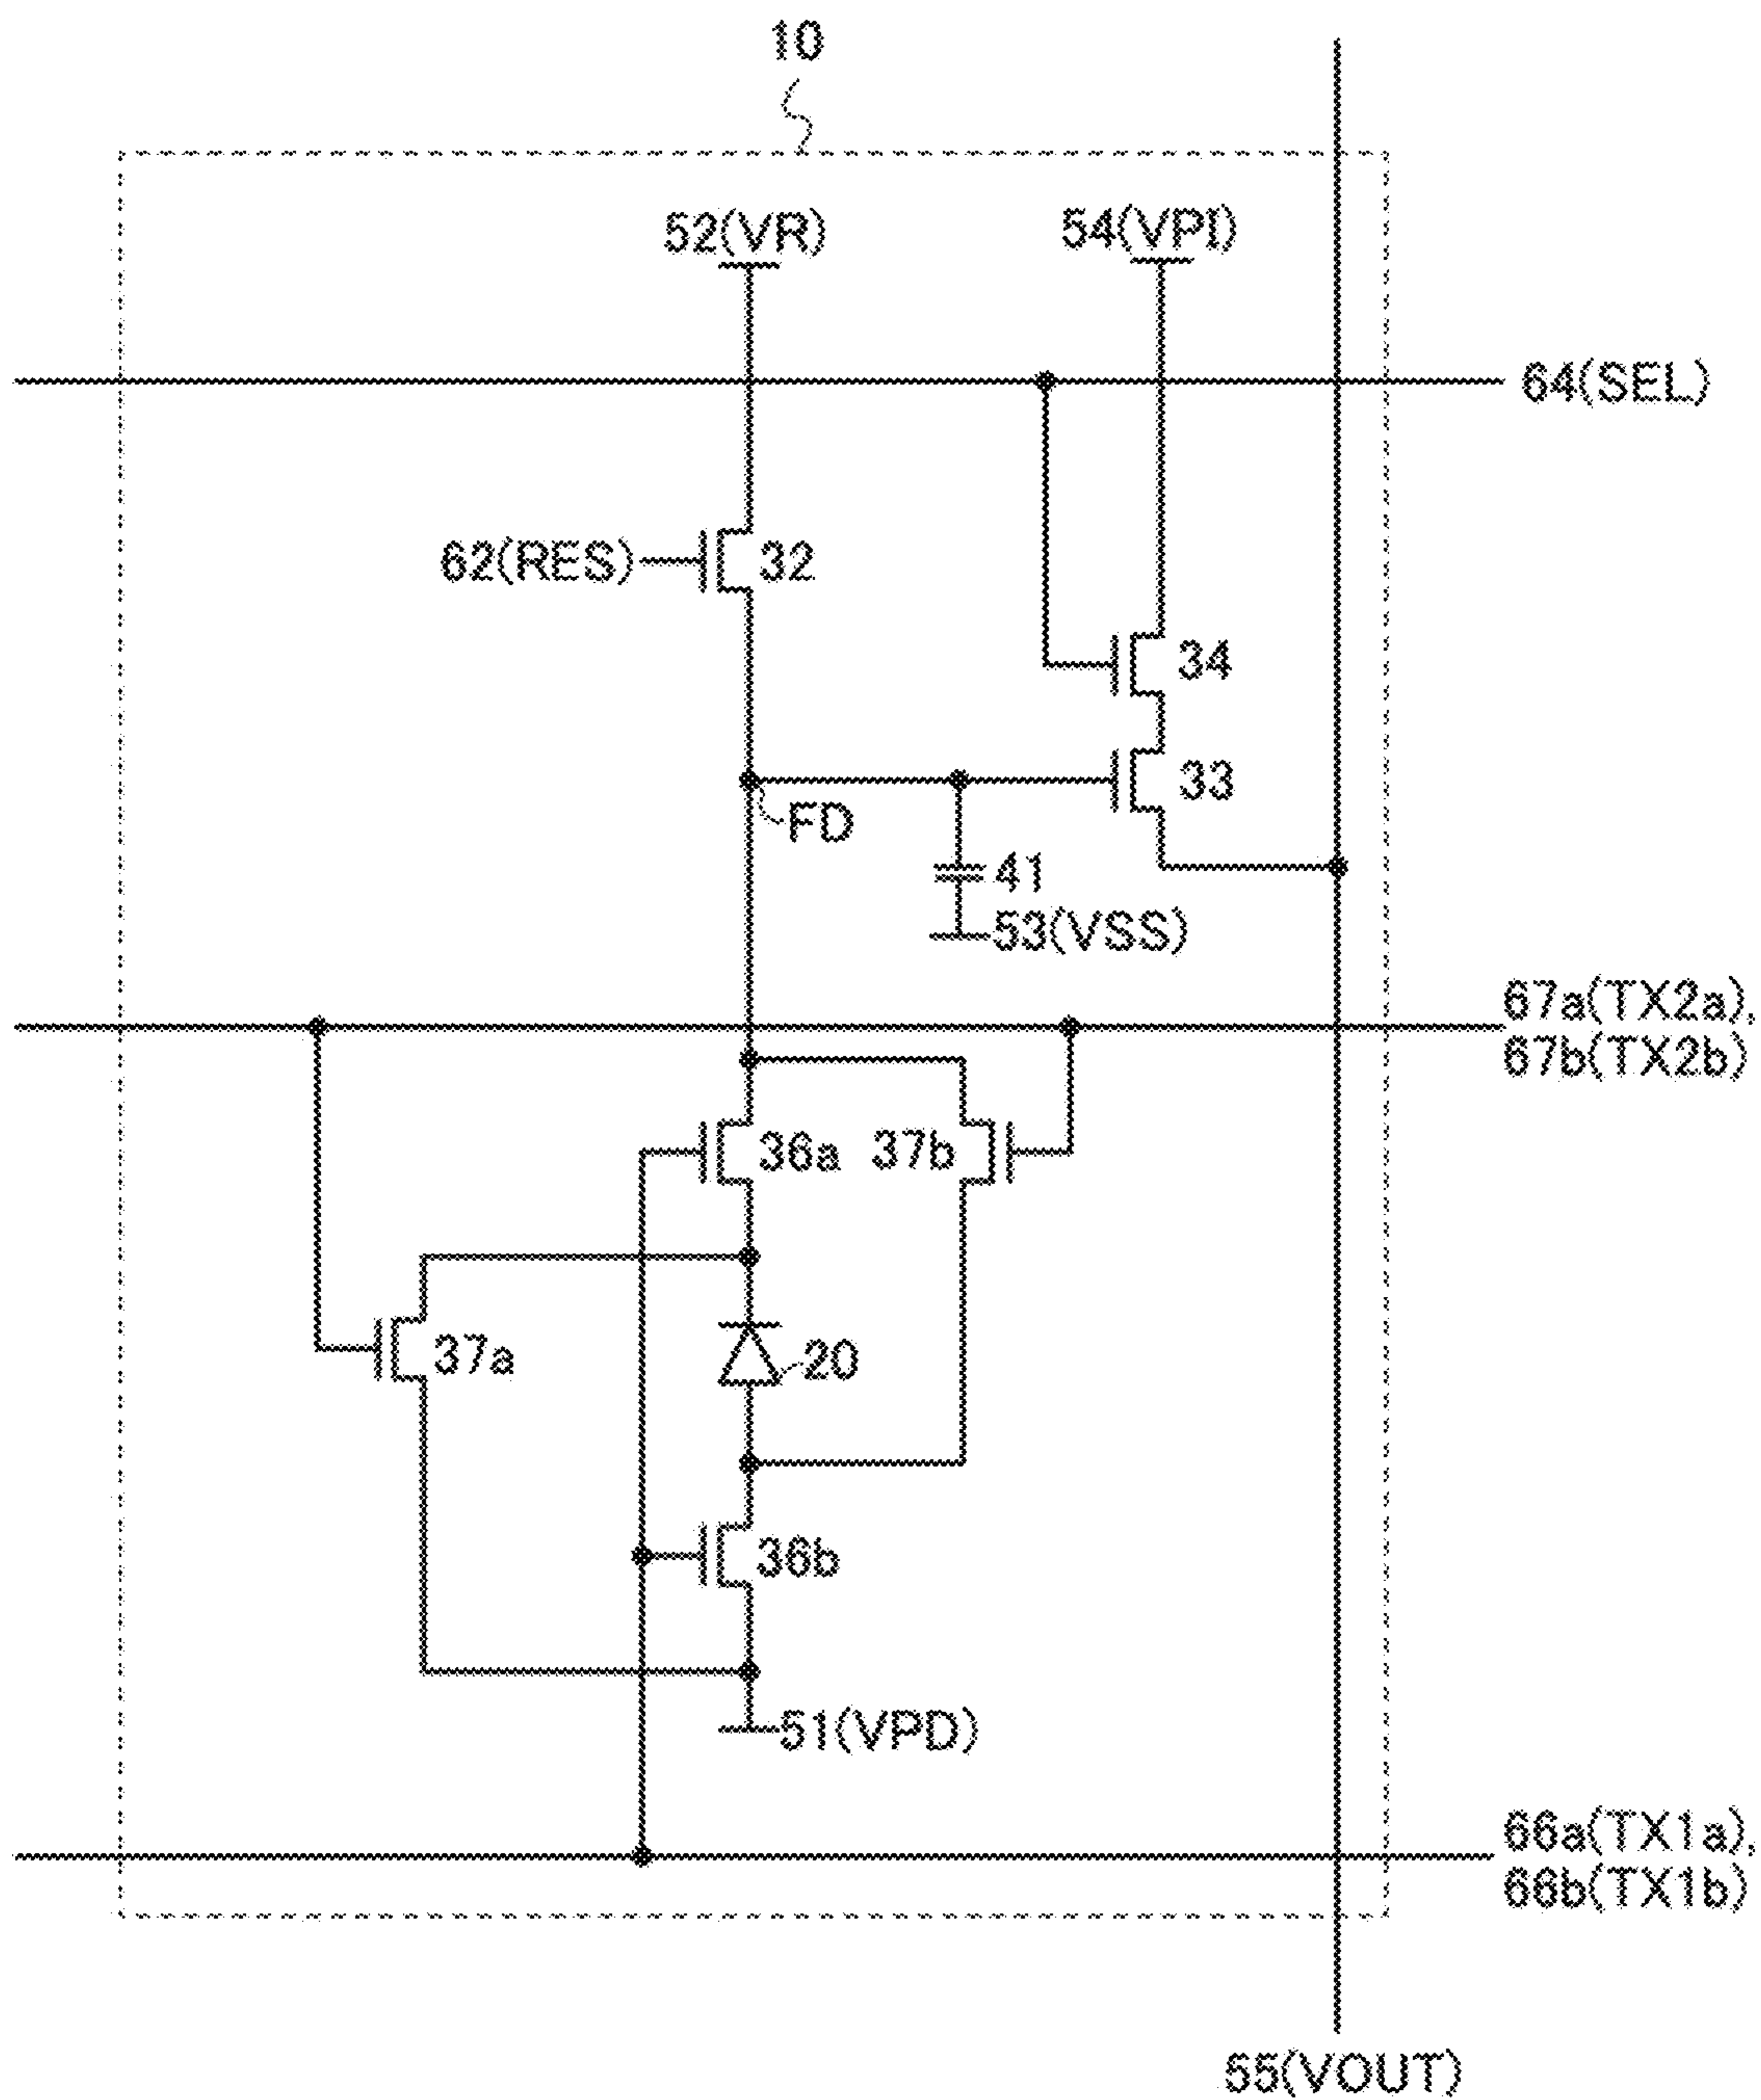 10
52(VR)
54(VPI)
64(SEL)
62(RES)
32
34
33
FD
41
53(VSS)
67a(TX2a),
67b(TX2b)
36a
37b
37a
20
36b
51(VPD)
66a(TX1a),
66b(TX1b)
55(VOUT)